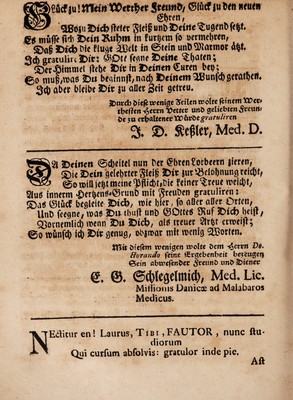 Glück zu! Mein Werther Freund, Glück zu den neuen
Ehren,
Wozu Dich steter Fleiß und Deine Tugend setzt.
Es müsse sich Dein Ruhm in kurtzem so vermehren,
Daß Dich die kluge Welt in Stein und Marmor ätzt.
Ich gratulir Dir: GOtt segne Deine Thaten;
Der Himmel stehe Dir in Deinen Curen bey;
So muß, was Du beginnst, nach Deinem Wunsch gerathen.
Ich aber bleibe Dir zu aller Zeit getreu.
Durch diese wenige Zeilen wolte seinem Wer-
thesten Herrn Vetter und geliebten Freun-
de zu erhaltener Würde gratuliren
J. D. Keßler, Med. D.
DA Deinen Scheitel nun der Ehren Lorbeern zieren,
Die Dein gelehrter Fleiß Dir zur Belohnung reicht,
So will jetzt meine Pflicht, die keiner Treue weicht,
Aus innerm Hertzens-Grund mit Freuden gratuliren:
Das Glück begleite Dich, wie hier, so aller aller Orten,
Und seegne, was Du thust und GOttes Ruf Dich heist,
Vornemlich wenn Du Dich, als treuer Artzt erweist;
So wünsch ich Dir genug, obzwar mit wenig Worten.
Mit diesem wenigen wolte dem Herrn Do-
ctorando seine Ergebenheit bezeugen
Sein abwesender Freund und Diener
E. G. Schlegelmich, Med. Lic.
Missionis Danicæ ad Malabaros
Medicus.
NEctitur en! Laurus, TIBI, FAUTOR, nunc stu-
diorum
Qui cursum absolvis: gratulor inde pie.
Ast